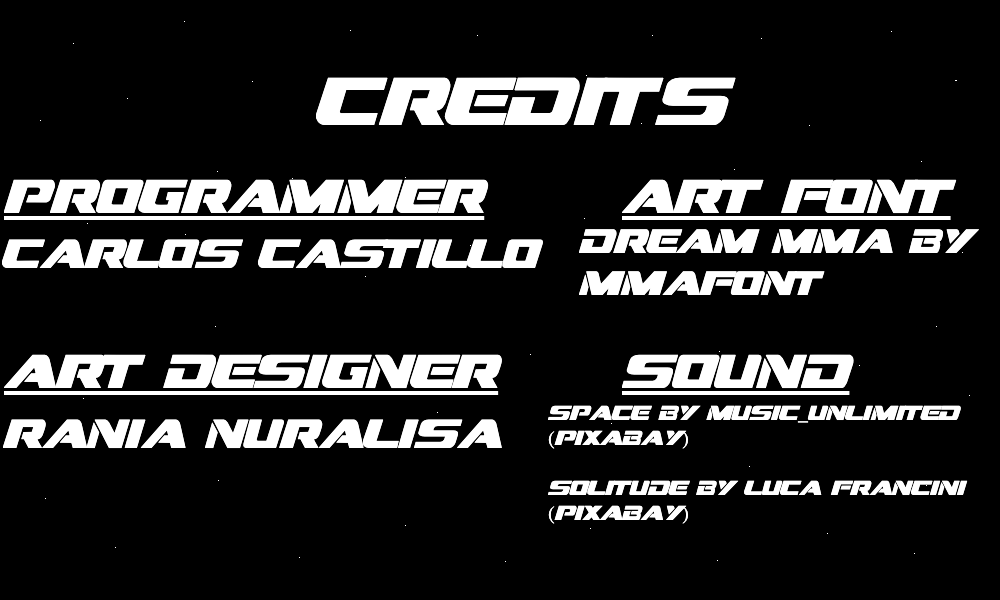 CREDITS
PROGRAMMER
CARLOS CASTILLO
ART DESIGNER
RANIA NURALISA
ART FONT
DREAM MMA BY
MMAFONT
SOUND
SPACE BY MUSIC_UNLIMITED
(PIXABAY)
SOLITUDE BY LUCA FRANCINI
(PIXABAY)